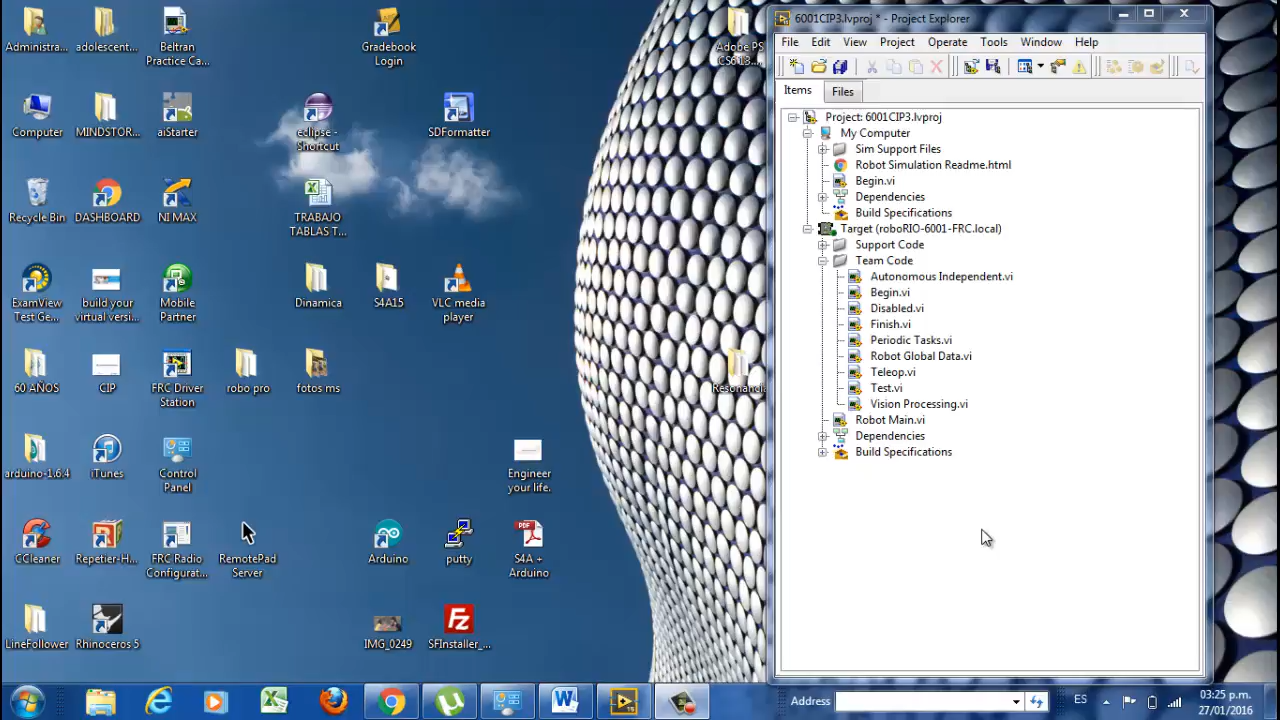 Administra...
adolescent...
Beltran
Practice Ca...
Gradebook
Login
Adobe PS
CS6 13...
Computer
MINDSTOR...
aiStarter
eclipse -
Shortcut
SDFormatter
Recycle Bin
DASHBOARD
NI MAX
TRABAJO
TABLAS T...
ExamView
Test Ge...
build your
virtual versi...
Mobile
Partner
Dinamica
S4A15
VLC media
player
60 AÑOS
CIP
FRC Driver
Station
robo pro
fotos ms
Resonancia
arduino-1.6.4
iTunes
Control
Panel
Engineer
your life.
CCleaner
Repetier-H...
FRC Radio
Configurat...
RemotePad
Server
Arduino
putty
S4A +
Arduino
LineFollower
Rhinoceros 5
IMG_0249
SFInstaller_...
6001CIP3.lvproj * - Project Explorer
File Edit View Project Operate Tools Window Help
Items Files
Project: 6001CIP3.lvproj
My Computer
Sim Support Files
Robot Simulation Readme.html
Begin.vi
Dependencies
Build Specifications
Target (roboRIO-6001-FRC.local)
Support Code
Team Code
Autonomous Independent.vi
Begin.vi
Disabled.vi
Finish.vi
Periodic Tasks.vi
Robot Global Data.vi
Teleop.vi
Test.vi
Vision Processing.vi
Robot Main.vi
Dependencies
Build Specifications
Address
ES
03:25 p.m.
27/01/2016